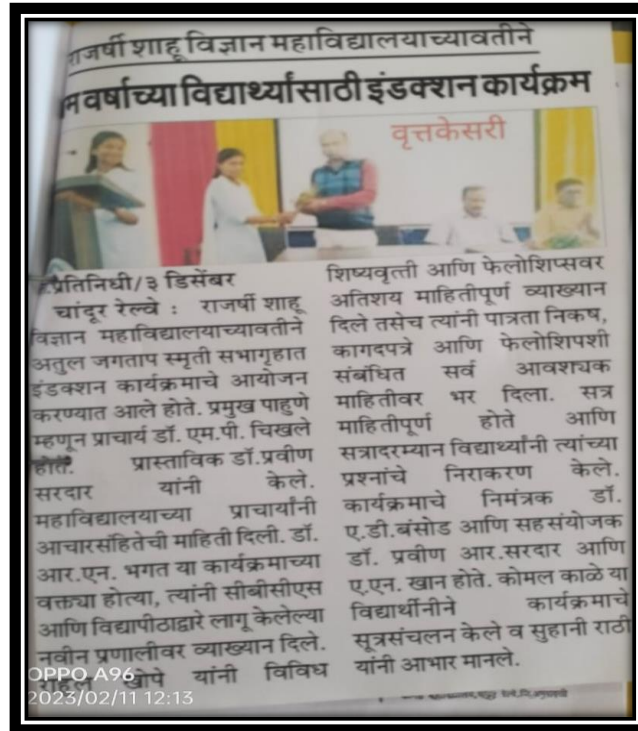 राजर्षी शाहू विज्ञान महाविद्यालयाच्यावतीने
वर्षाच्या विद्यार्थ्यांसाठी इंडक्शन कार्यक्रम
वृत्तकेसरी
प्रतिनिधी/३ डिसेंबर
चांदूर रेल्वे : राजर्षी शाहू
विज्ञान महाविद्यालयाच्यावतीने
अतुल जगताप स्मृती सभागृहात
इंडक्शन कार्यक्रमाचे आयोजन
करण्यात आले होते. प्रमुख पाहुणे
म्हणून प्राचार्य डॉ. एम.पी. चिखले
होते. प्रास्ताविक डॉ.प्रवीण
सरदार यांनी केले.
महाविद्यालयाच्या प्राचार्यांनी
आचारसंहितेची माहिती दिली. डॉ.
आर.एन. भगत या कार्यक्रमाच्या
वक्त्या होत्या, त्यांनी सीबीसीएस
आणि विद्यापीठाद्वारे लागू केलेल्या
नवीन प्रणालीवर व्याख्यान दिले.
यांनी विविध
शिष्यवृत्ती आणि फेलोशिप्सवर
अतिशय माहितीपूर्ण व्याख्यान
दिले तसेच त्यांनी पात्रता निकष,
कागदपत्रे आणि फेलोशिपशी
संबंधित सर्व आवश्यक
माहितीवर भर दिला. सत्र
माहितीपूर्ण होते आणि
सत्रादरम्यान विद्यार्थ्यांनी त्यांच्या
प्रश्नांचे निराकरण केले.
कार्यक्रमाचे निमंत्रक डॉ.
ए.डी.बंसोड आणि सहसंयोजक
डॉ. प्रवीण आर.सरदार आणि
ए.एन. खान होते. कोमल काळे या
विद्यार्थीनीने कार्यक्रमाचे
सूत्रसंचलन केले व सुहानी राठी
यांनी आभार मानले.
OPPO A96
2023/02/11 12:13